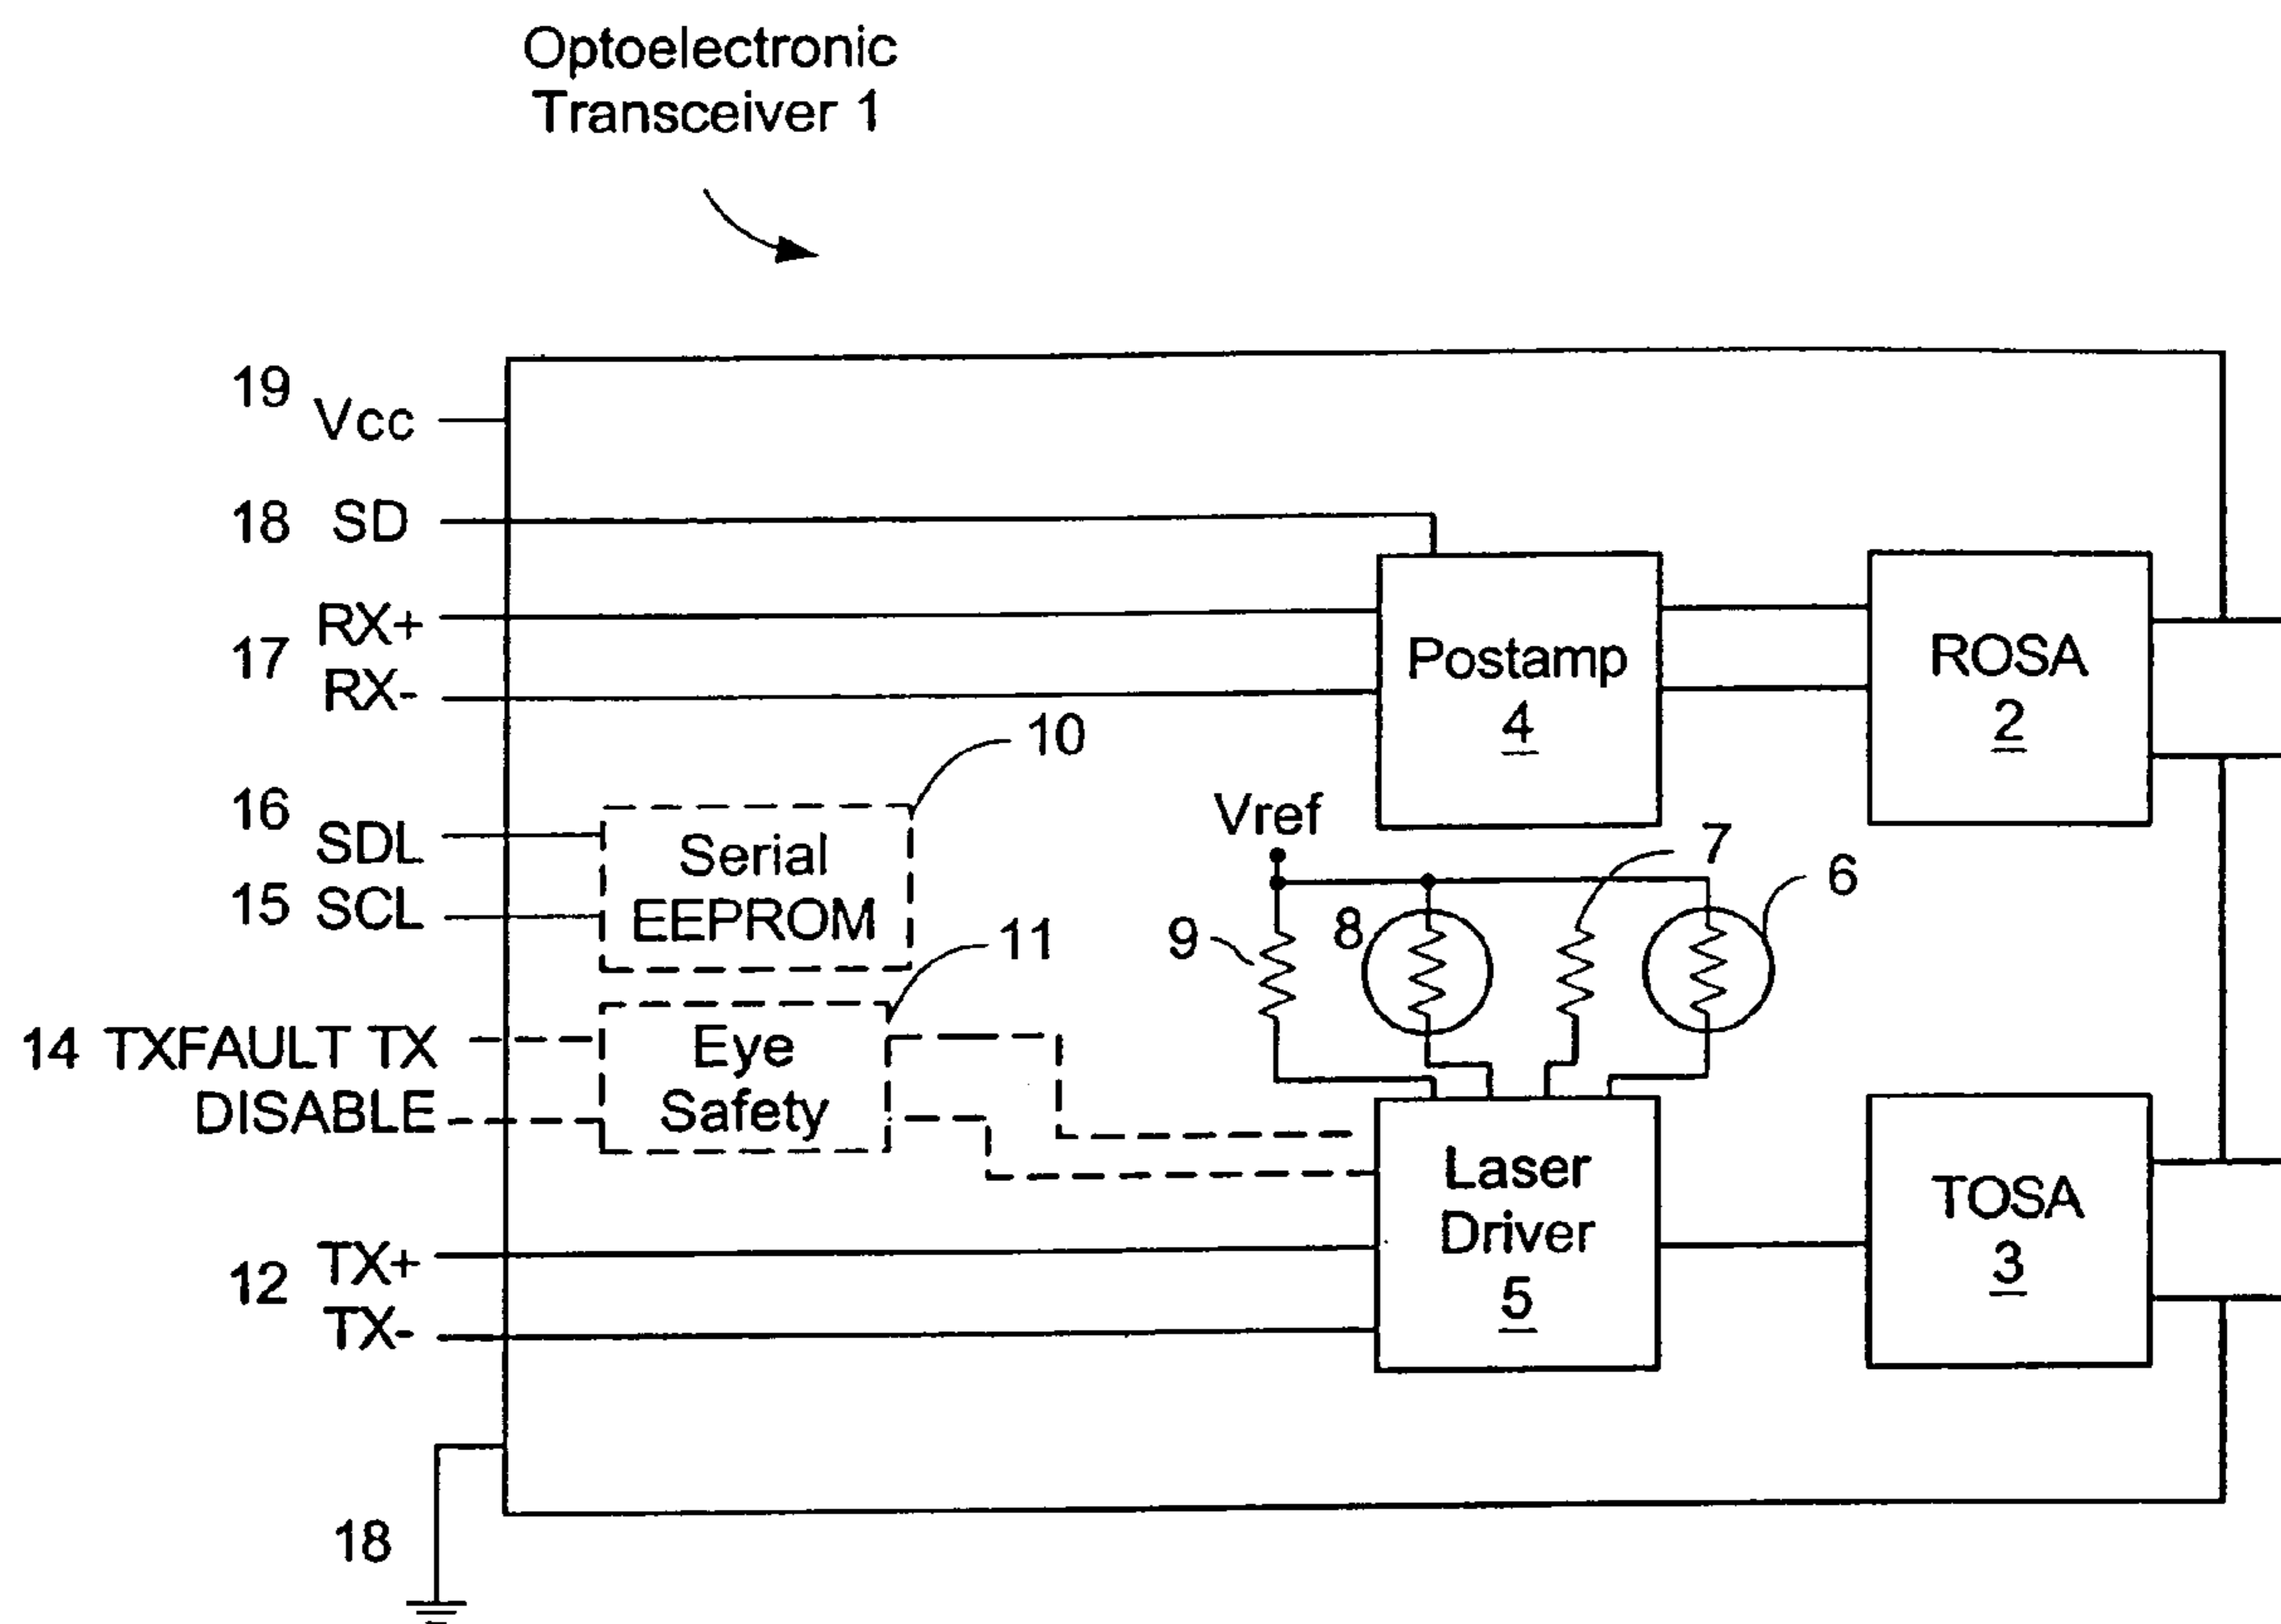 Optoelectronic
Transceiver 1
19
Vcc
18 SD
RX+
17
RX-
Postamp
4
ROSA
2
10
16
SDL
15 SCL
Serial
EEPROM
Vref
7
6
8
9
11
14 TXFAULT TX
DISABLE
Eye
Safety
Laser
Driver
5
TOSA
3
12
TX+
TX-
18